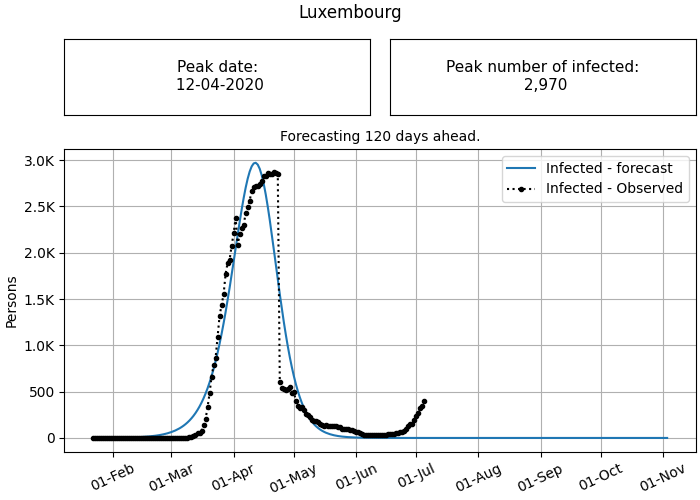 Luxembourg
Peak date:
12-04-2020
Peak number of infected:
2,970
Forecasting 120 days ahead.
Infected - forecast
Infected - Observed
3.0K
2.5K
2.0K
1.5K
1.0K
500
0
Persons
01-Feb
01-Mar
01-Apr
01-May
01-Jun
01-Jul
01-Aug
01-Sep
01-Oct
01-Nov